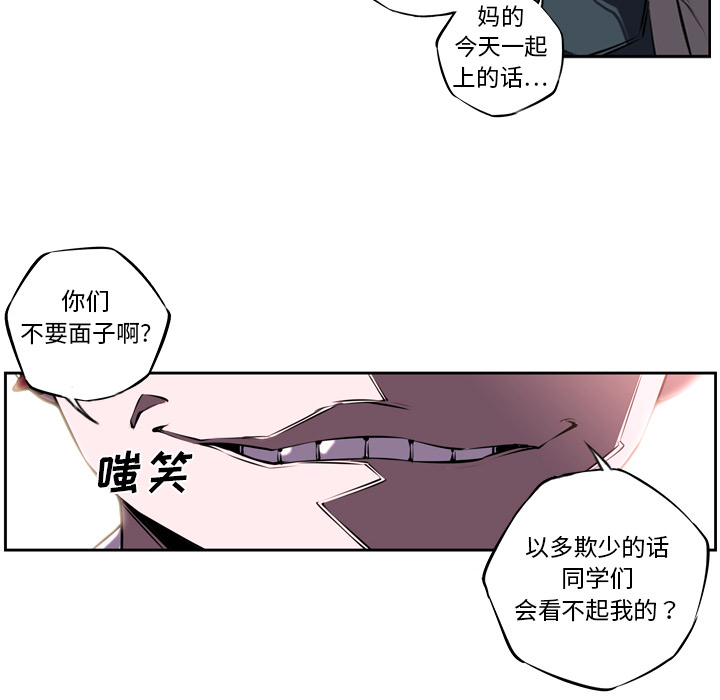 妈的
今天一起
上的话...
你们
不要面子啊?
嗤笑
以多欺少的话
同学们
会看不起我的？